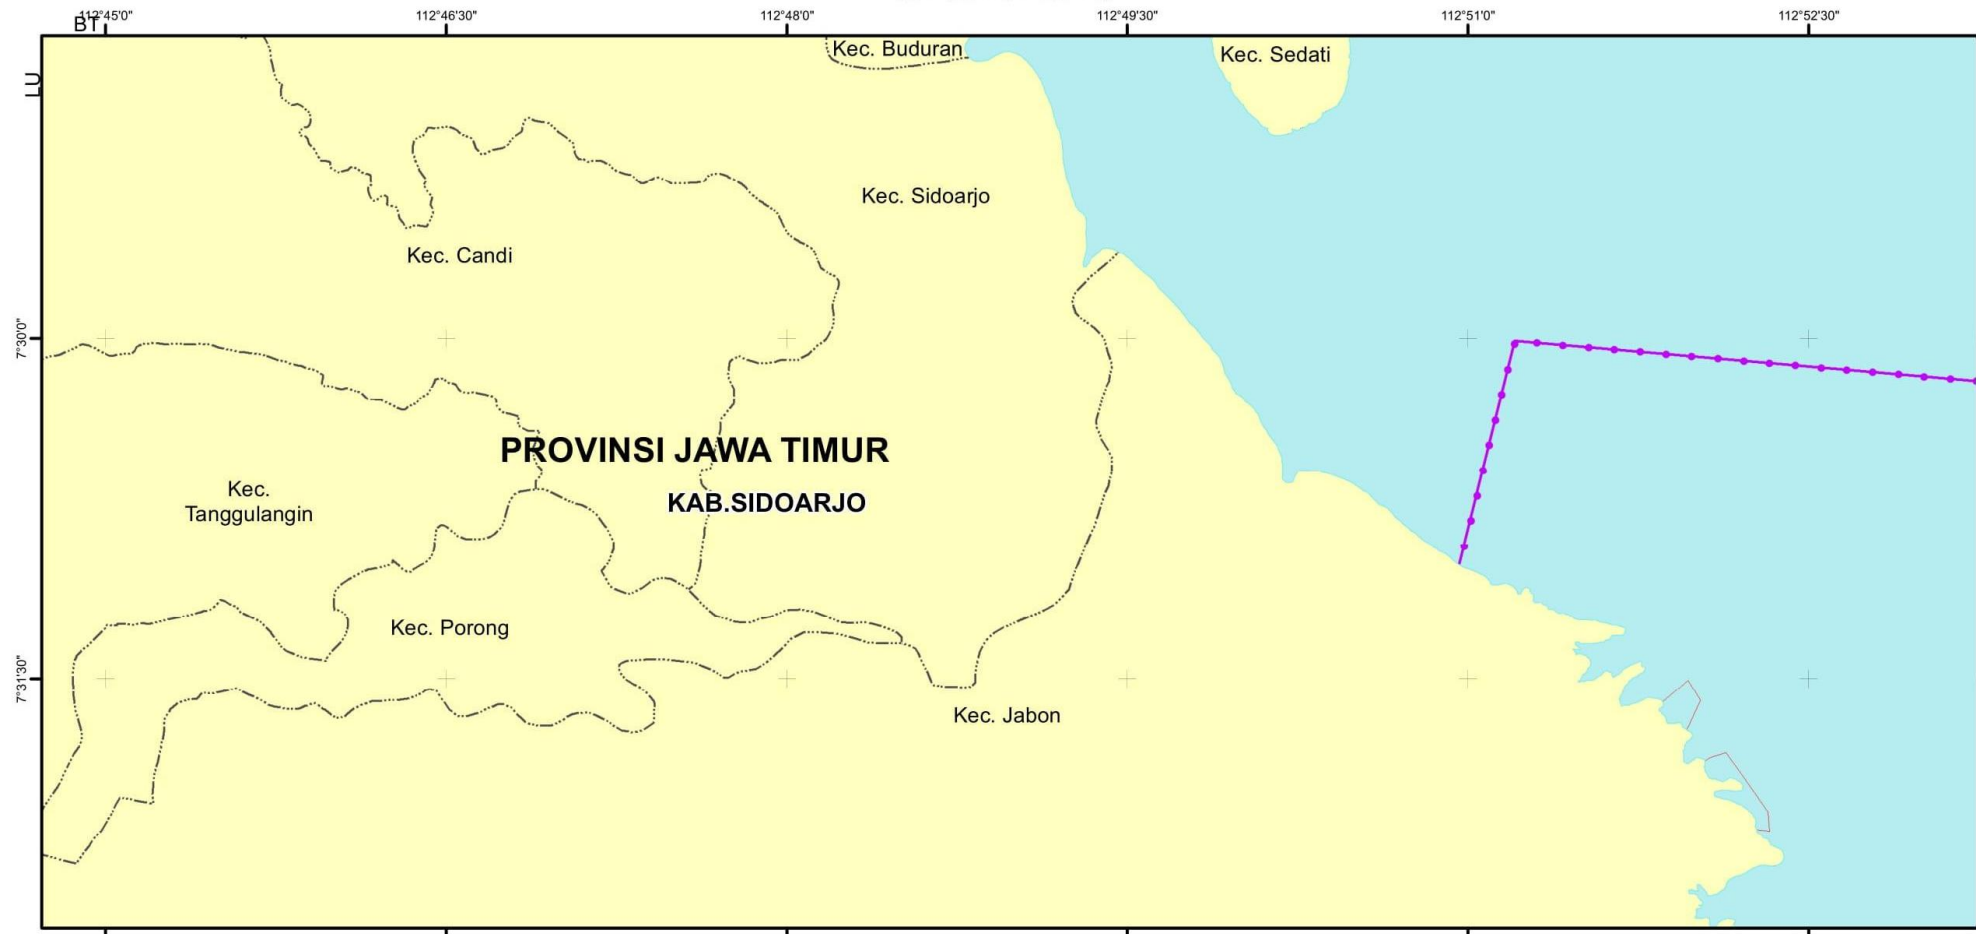 112°45'0"
112°46'30"
112°48'0"
112°49'30"
112°51'0"
112°52'30"
BT
LU
Kec. Buduran
Kec. Sedati
Kec. Sidoarjo
Kec. Candi
7°30'0"
PROVINSI JAWA TIMUR
KAB.SIDOARJO
Kec.
Tanggulangin
Kec. Porong
7°31'30"
Kec. Jabon